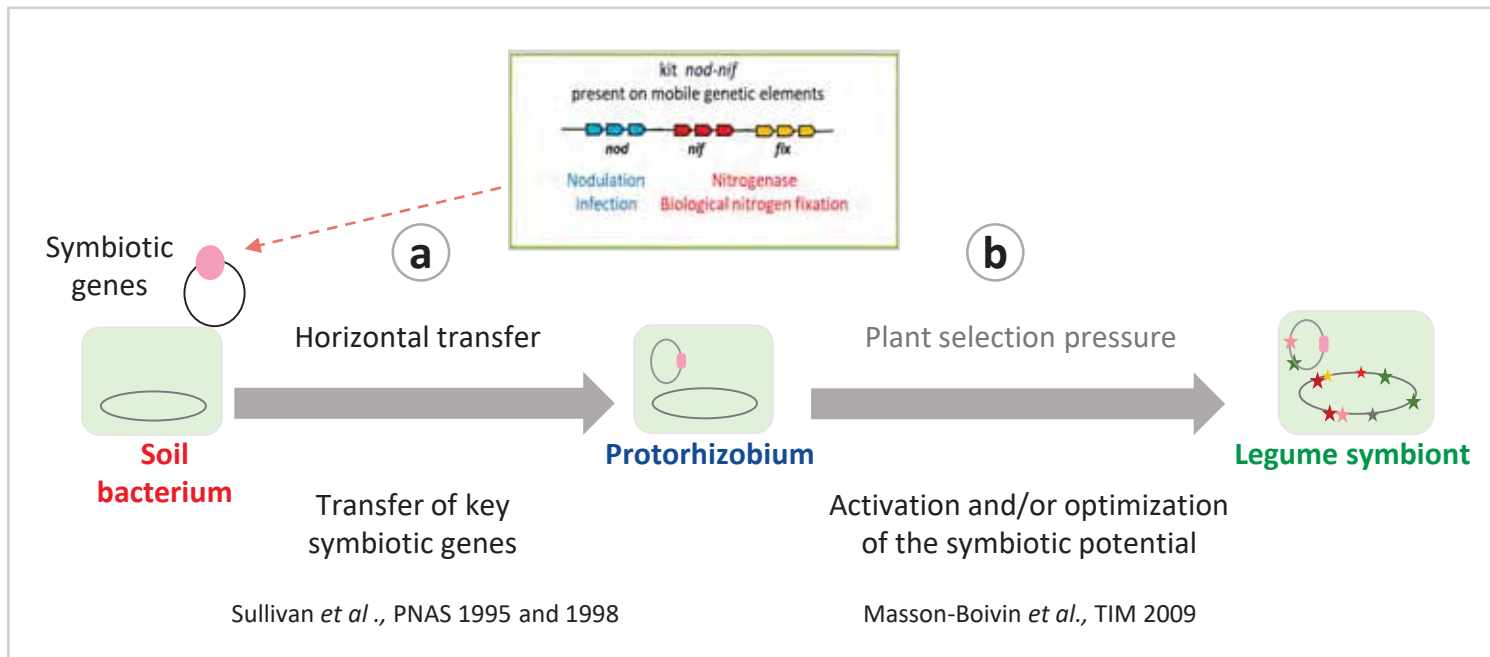 kit nod-nif
present on mobile genetic elements
nod nif fix
Nodulation
Infection
Nitrogenase
Biological nitrogen fixation
Symbiotic
genes
a
b
Horizontal transfer
Plant selection pressure
Soil
bacterium
Protorhizobium
Legume symbiont
Transfer of key
symbiotic genes
Activation and/or optimization
of the symbiotic potential
Sullivan et al ., PNAS 1995 and 1998
Masson-Boivin et al., TIM 2009